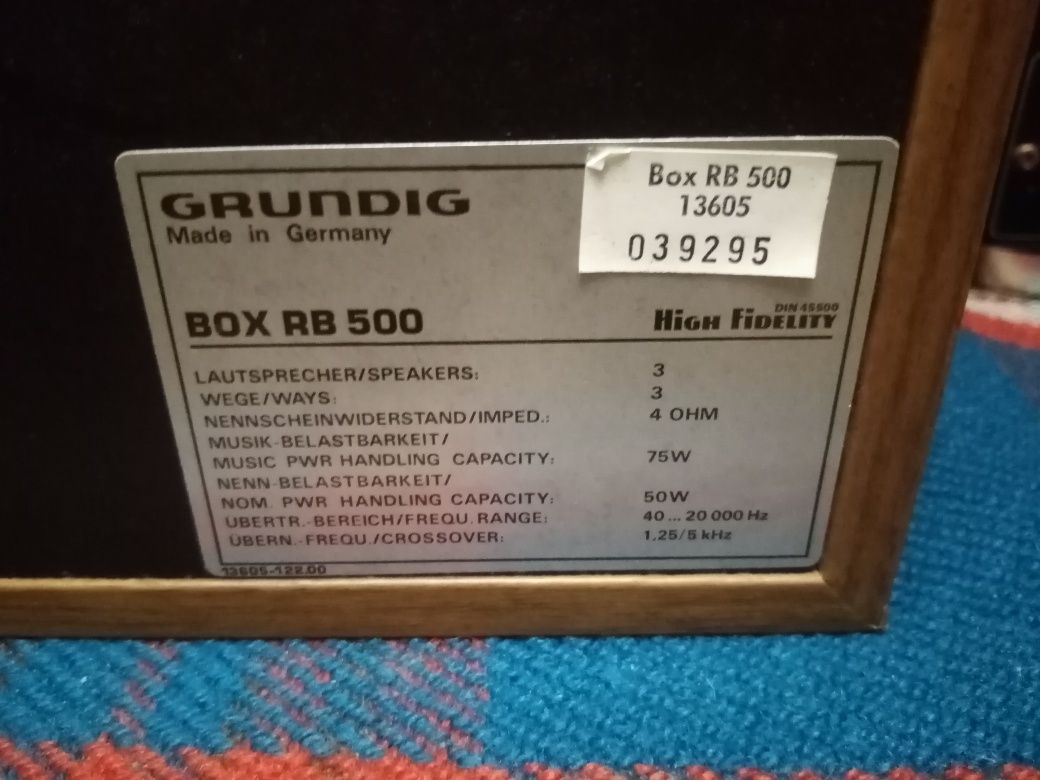 GRUNDIG
Made in Germany
Box RB 500
13605
039295
BOX RB 500
DIN 45500
HIGH FIDELITY
LAUTSPRECHER/SPEAKERS: 3
WEGE/WAYS: 3
NENNSCHEINWIDERSTAND/IMPED.: 4 OHM
MUSIK-BELASTBARKEIT/
MUSIC PWR HANDLING CAPACITY: 75W
NENN-BELASTBARKEIT/
NOM. PWR HANDLING CAPACITY: 50W
ÜBERTR.-BEREICH/FREQU.RANGE: 40...20 000 Hz
ÜBERN.-FREQU./CROSSOVER: 1,25/5 kHz
13605-122.00